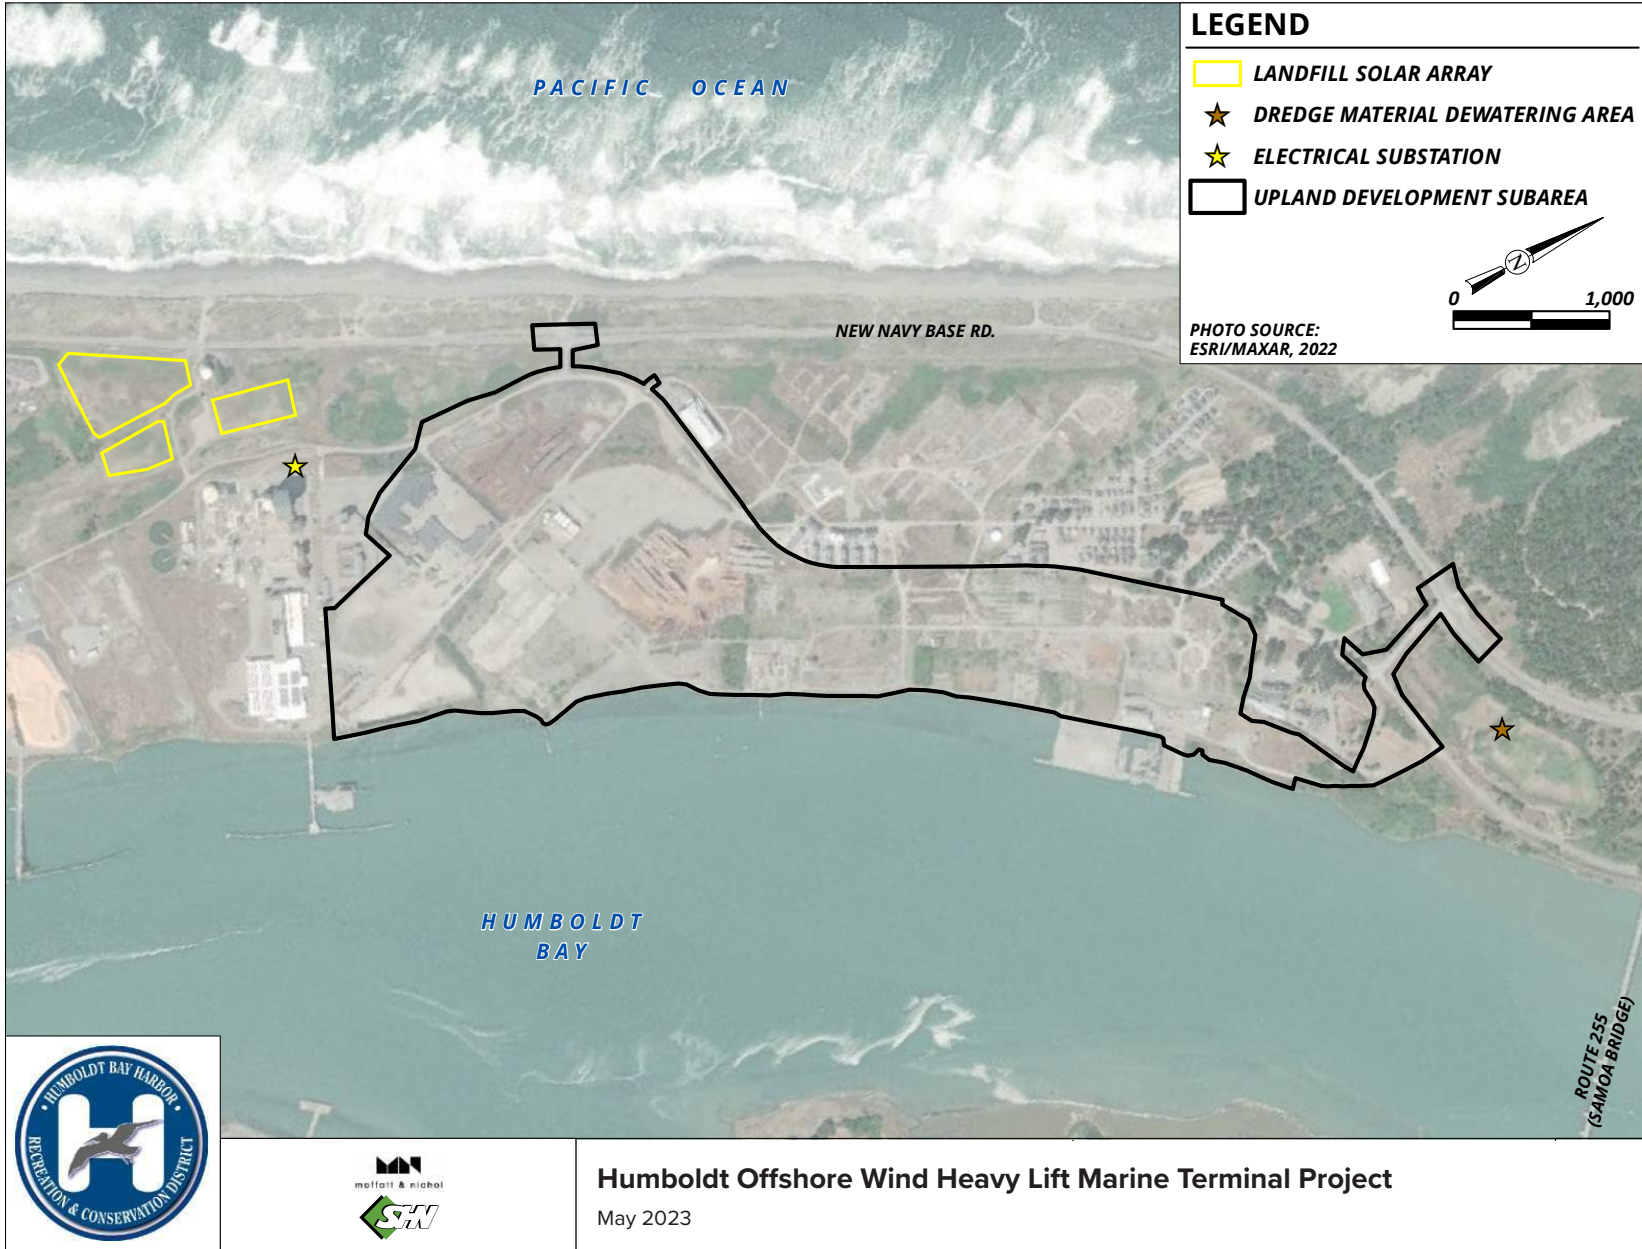 LEGEND
LANDFILL SOLAR ARRAY
DREDGE MATERIAL DEWATERING AREA
ELECTRICAL SUBSTATION
UPLAND DEVELOPMENT SUBAREA
N
0 1,000
PHOTO SOURCE:
ESRI/MAXAR, 2022
PACIFIC OCEAN
NEW NAVY BASE RD.
HUMBOLDT
BAY
ROUTE 255
(SAMOA BRIDGE)
HUMBOLDT BAY HARBOR
H
RECREATION & CONSERVATION DISTRICT
moffatt & nichol
SHN
Humboldt Offshore Wind Heavy Lift Marine Terminal Project
May 2023